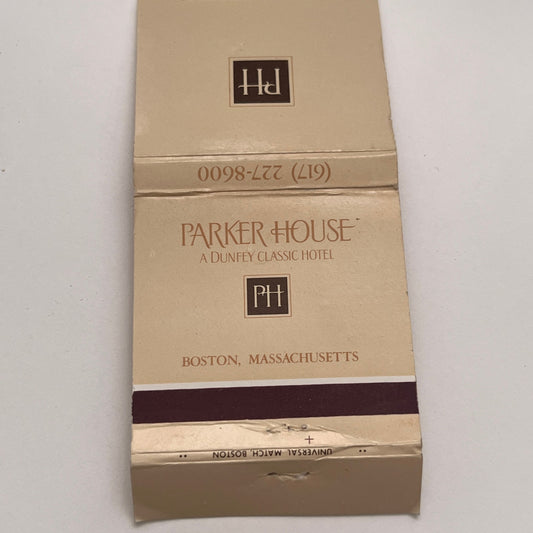 PH
(617) 227-8600
PARKER HOUSE
A DUNFEY CLASSIC HOTEL
PH
BOSTON, MASSACHUSETTS
UNIVERSAL MATCH, BOSTON